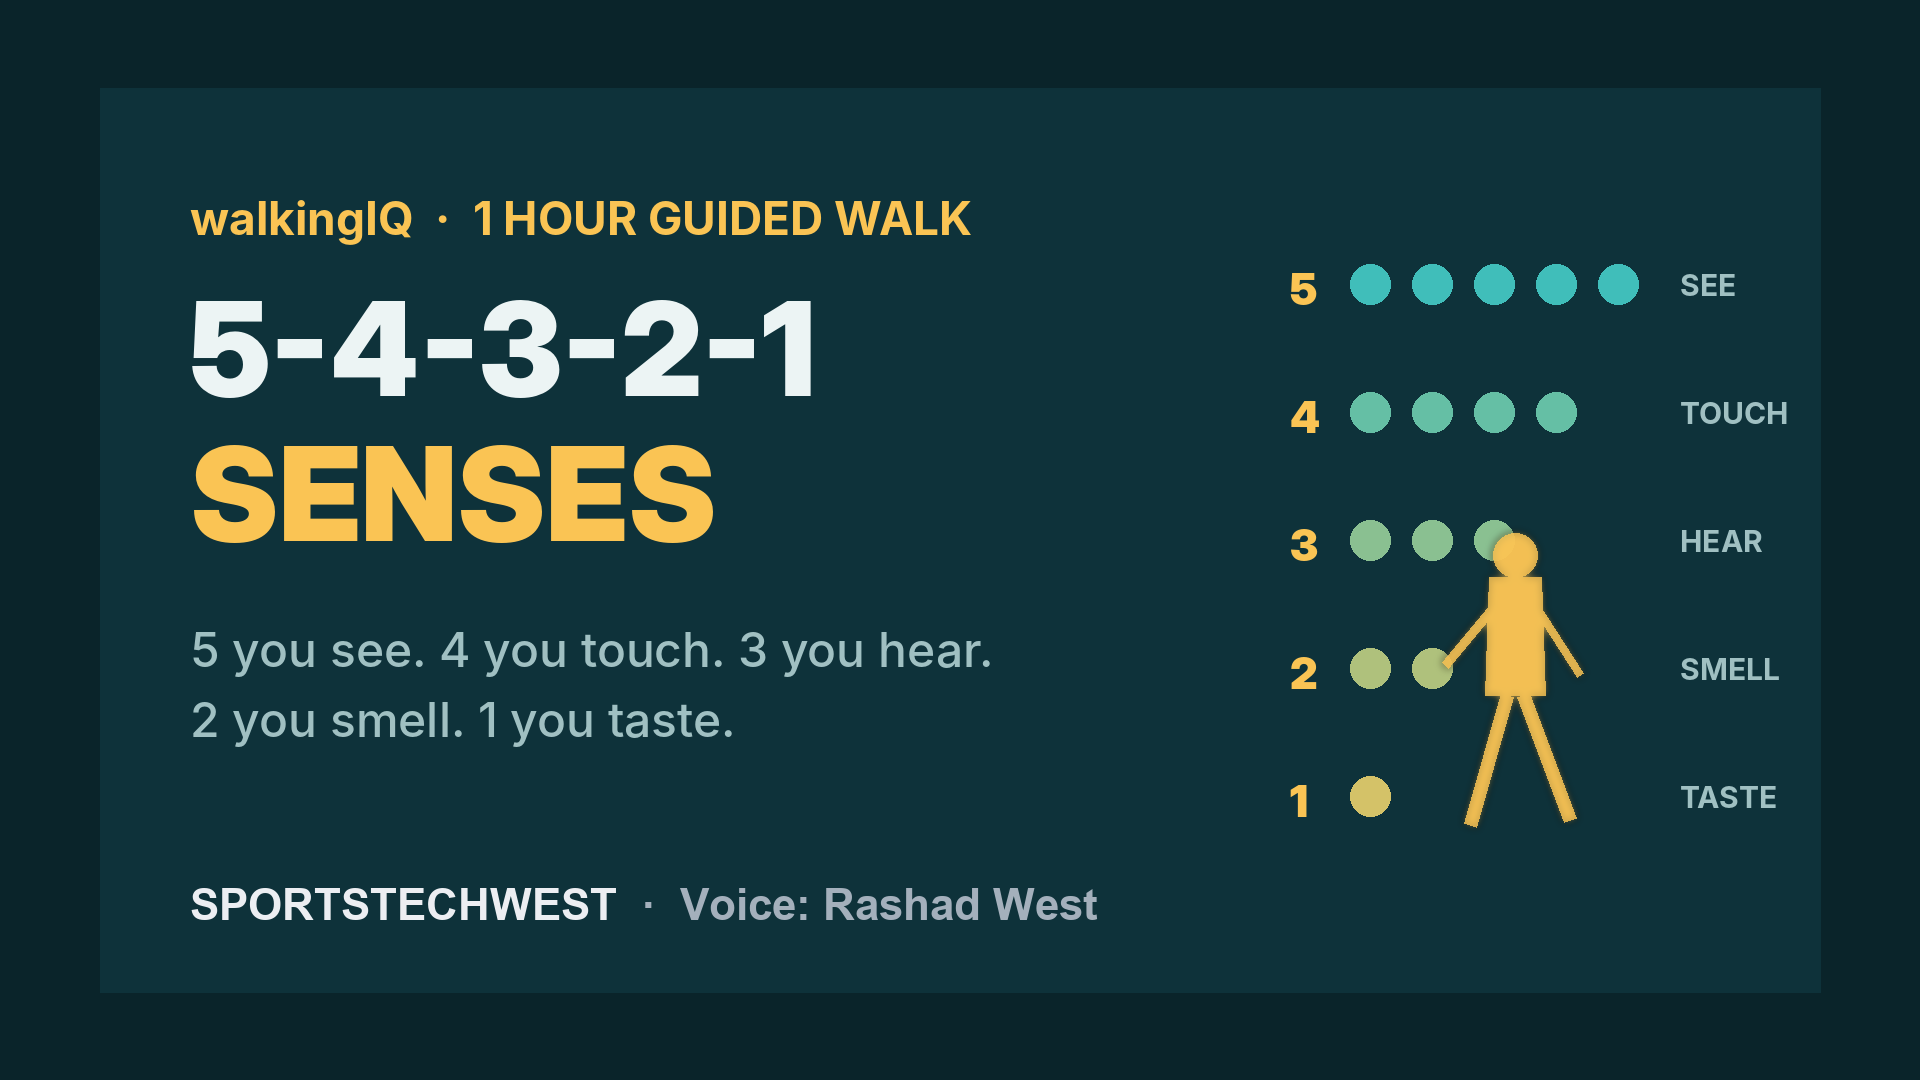 walkingIQ · 1 HOUR GUIDED WALK
5-4-3-2-1
SENSES
5 you see. 4 you touch. 3 you hear.
2 you smell. 1 you taste.
SPORTSTECHWEST · Voice: Rashad West
5 SEE
4 TOUCH
3 HEAR
2 SMELL
1 TASTE